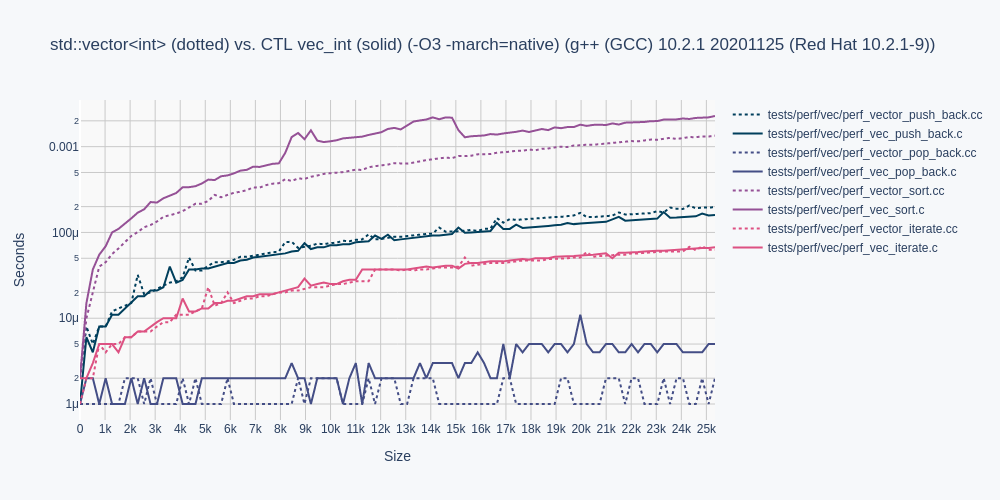 std::vector<int> (dotted) vs. CTL vec_int (solid) (-O3 -march=native) (g++ (GCC) 10.2.1 20201125 (Red Hat 10.2.1-9))
2
0.001
5
2
100μ
5
2
10μ
5
2
1μ
Seconds
0 1k 2k 3k 4k 5k 6k 7k 8k 9k 10k 11k 12k 13k 14k 15k 16k 17k 18k 19k 20k 21k 22k 23k 24k 25k
Size
tests/perf/vec/perf_vector_push_back.cc
tests/perf/vec/perf_vec_push_back.c
tests/perf/vec/perf_vector_pop_back.cc
tests/perf/vec/perf_vec_pop_back.c
tests/perf/vec/perf_vector_sort.cc
tests/perf/vec/perf_vec_sort.c
tests/perf/vec/perf_vector_iterate.cc
tests/perf/vec/perf_vec_iterate.c